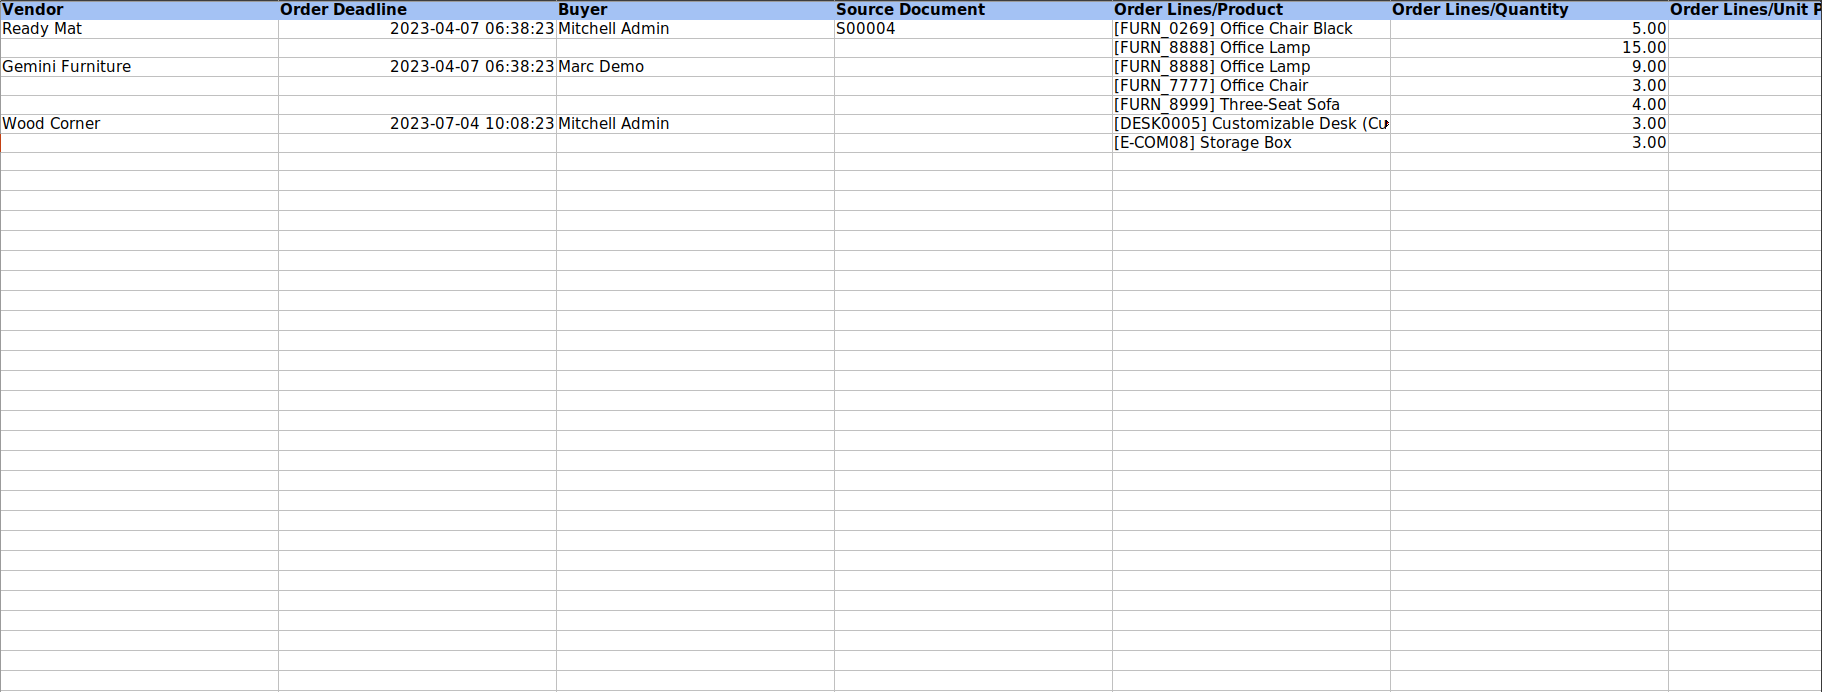 Vendor Order Deadline Buyer Source Document Order Lines/Product Order Lines/Quantity Order Lines/Unit P
Ready Mat 2023-04-07 06:38:23 Mitchell Admin S00004 [FURN_0269] Office Chair Black 5.00
[FURN_8888] Office Lamp 15.00
Gemini Furniture 2023-04-07 06:38:23 Marc Demo [FURN_8888] Office Lamp 9.00
[FURN_7777] Office Chair 3.00
[FURN_8999] Three-Seat Sofa 4.00
Wood Corner 2023-07-04 10:08:23 Mitchell Admin [DESK0005] Customizable Desk (Cu 3.00
[E-COM08] Storage Box 3.00